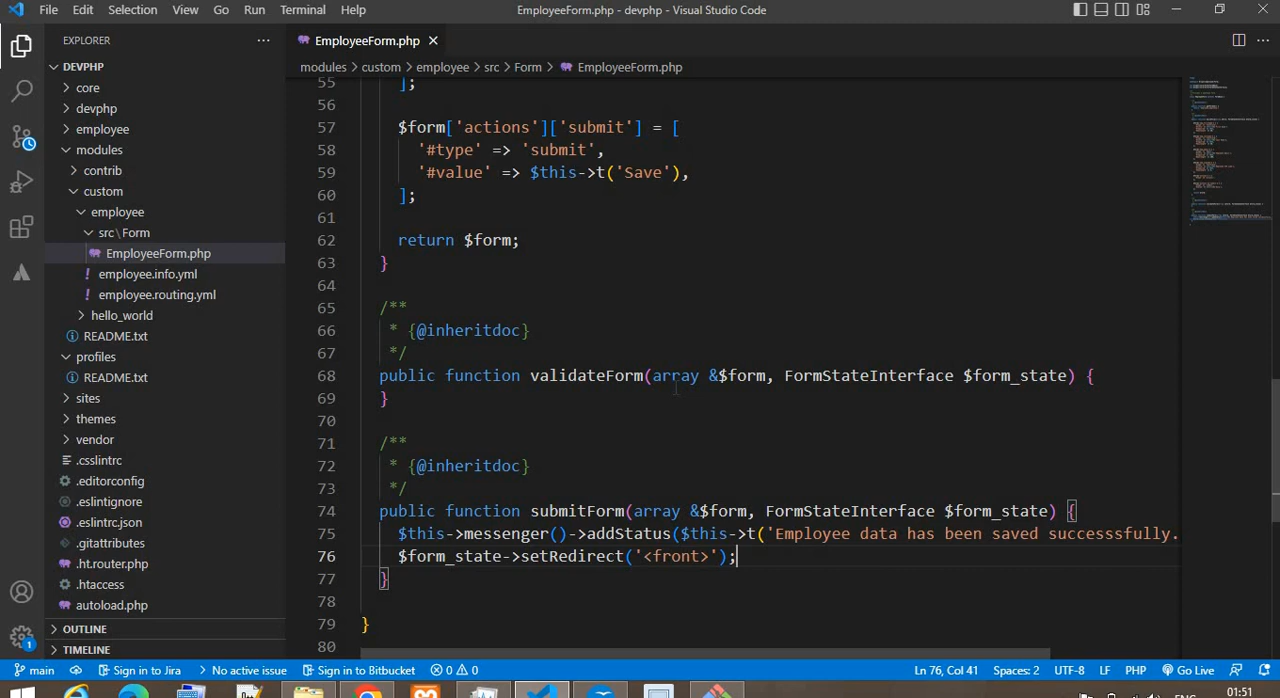 File Edit Selection View Go Run Terminal Help EmployeeForm.php - devphp - Visual Studio Code
EXPLORER
DEVPHP
core
devphp
employee
modules
contrib
custom
employee
src\Form
EmployeeForm.php
! employee.info.yml
! employee.routing.yml
hello_world
README.txt
profiles
README.txt
sites
themes
vendor
.csslintrc
.editorconfig
.eslintignore
.eslintrc.json
.gitattributes
.ht.router.php
.htaccess
autoload.php
OUTLINE
TIMELINE
1
EmployeeForm.php
modules > custom > employee > src > Form > EmployeeForm.php
55 ];
56
57 $form['actions']['submit'] = [
58 '#type' => 'submit',
59 '#value' => $this->t('Save'),
60 ];
61
62 return $form;
63 }
64
65 /**
66 * {@inheritdoc}
67 */
68 public function validateForm(array &$form, FormStateInterface $form_state) {
69 }
70
71 /**
72 * {@inheritdoc}
73 */
74 public function submitForm(array &$form, FormStateInterface $form_state) {
75 $this->messenger()->addStatus($this->t('Employee data has been saved successsfully.
76 $form_state->setRedirect('<front>');
77 }
78
79 }
80
main Sign in to Jira No active issue Sign in to Bitbucket 0 0 Ln 76, Col 41 Spaces: 2 UTF-8 LF PHP Go Live
01:51